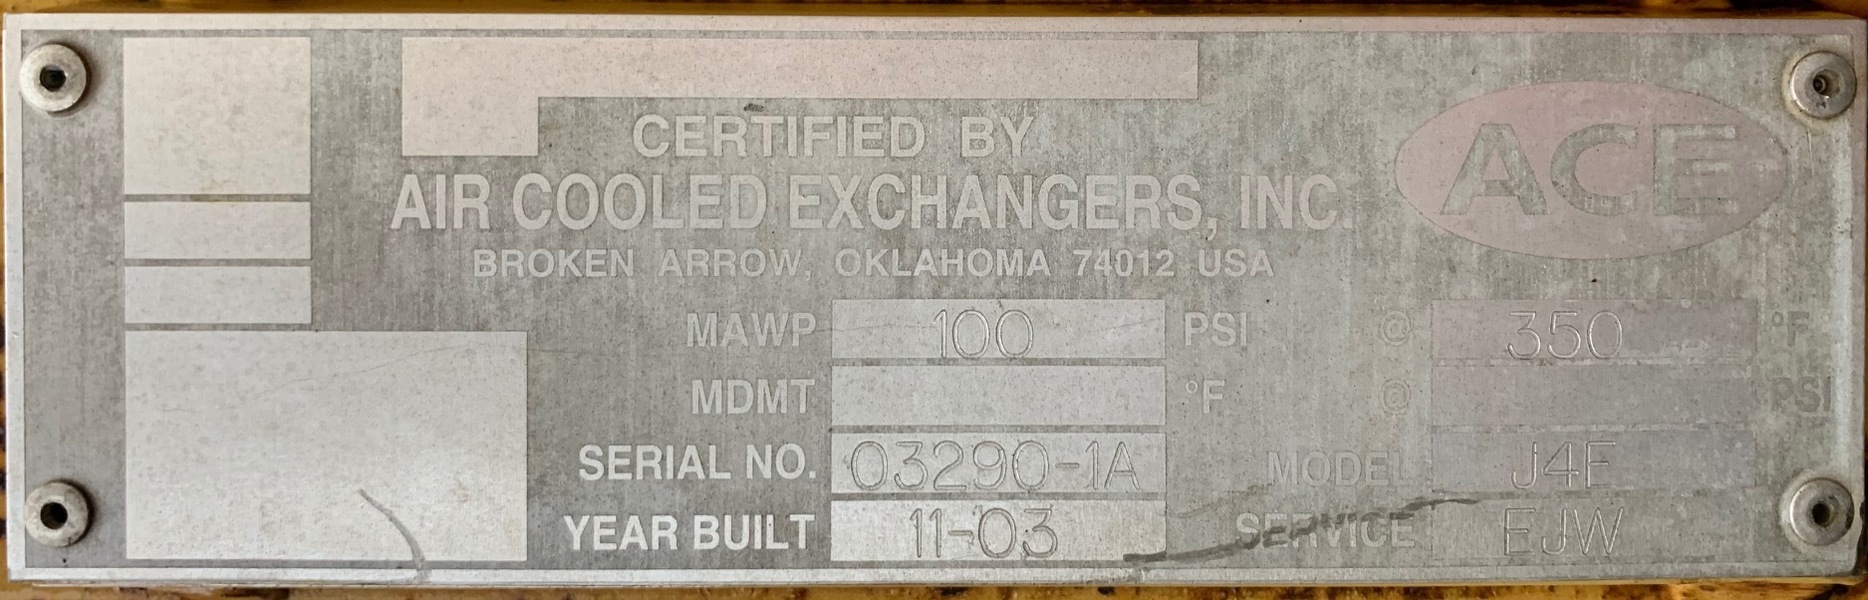 CERTIFIED BY
ACE
AIR COOLED EXCHANGERS, INC.
BROKEN ARROW, OKLAHOMA 74012 USA
MAWP 100 PSI @ 350 °F
MDMT °F @ PSI
SERIAL NO. 03290-1A MODEL J4F
YEAR BUILT 11-03 SERVICE EJW